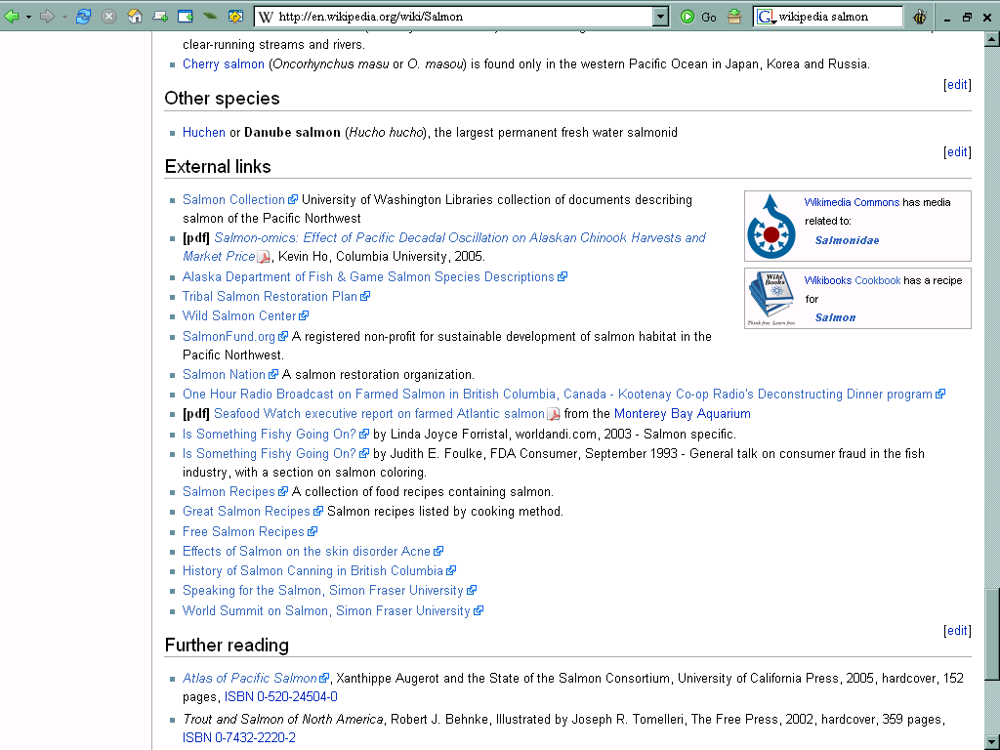 http://en.wikipedia.org/wiki/Salmon
Go
wikipedia salmon
clear-running streams and rivers.
Cherry salmon (Oncorhynchus masu or O. masou) is found only in the western Pacific Ocean in Japan, Korea and Russia.
[edit]
Other species
Huchen or Danube salmon (Hucho hucho), the largest permanent fresh water salmonid
[edit]
External links
Salmon Collection University of Washington Libraries collection of documents describing
salmon of the Pacific Northwest
[pdf] Salmon-omics: Effect of Pacific Decadal Oscillation on Alaskan Chinook Harvests and
Market Price, Kevin Ho, Columbia University, 2005.
Alaska Department of Fish & Game Salmon Species Descriptions
Tribal Salmon Restoration Plan
Wild Salmon Center
SalmonFund.org A registered non-profit for sustainable development of salmon habitat in the
Pacific Northwest.
Salmon Nation A salmon restoration organization.
One Hour Radio Broadcast on Farmed Salmon in British Columbia, Canada - Kootenay Co-op Radio's Deconstructing Dinner program
[pdf] Seafood Watch executive report on farmed Atlantic salmon from the Monterey Bay Aquarium
Is Something Fishy Going On? by Linda Joyce Forristal, worldandi.com, 2003 - Salmon specific.
Is Something Fishy Going On? by Judith E. Foulke, FDA Consumer, September 1993 - General talk on consumer fraud in the fish
industry, with a section on salmon coloring.
Salmon Recipes A collection of food recipes containing salmon.
Great Salmon Recipes Salmon recipes listed by cooking method.
Free Salmon Recipes
Effects of Salmon on the skin disorder Acne
History of Salmon Canning in British Columbia
Speaking for the Salmon, Simon Fraser University
World Summit on Salmon, Simon Fraser University
Wikimedia Commons has media
related to:
Salmonidae
Wiki
Books
Think free. Learn free.
Wikibooks Cookbook has a recipe
for
Salmon
[edit]
Further reading
Atlas of Pacific Salmon, Xanthippe Augerot and the State of the Salmon Consortium, University of California Press, 2005, hardcover, 152
pages, ISBN 0-520-24504-0
Trout and Salmon of North America, Robert J. Behnke, Illustrated by Joseph R. Tomelleri, The Free Press, 2002, hardcover, 359 pages,
ISBN 0-7432-2220-2